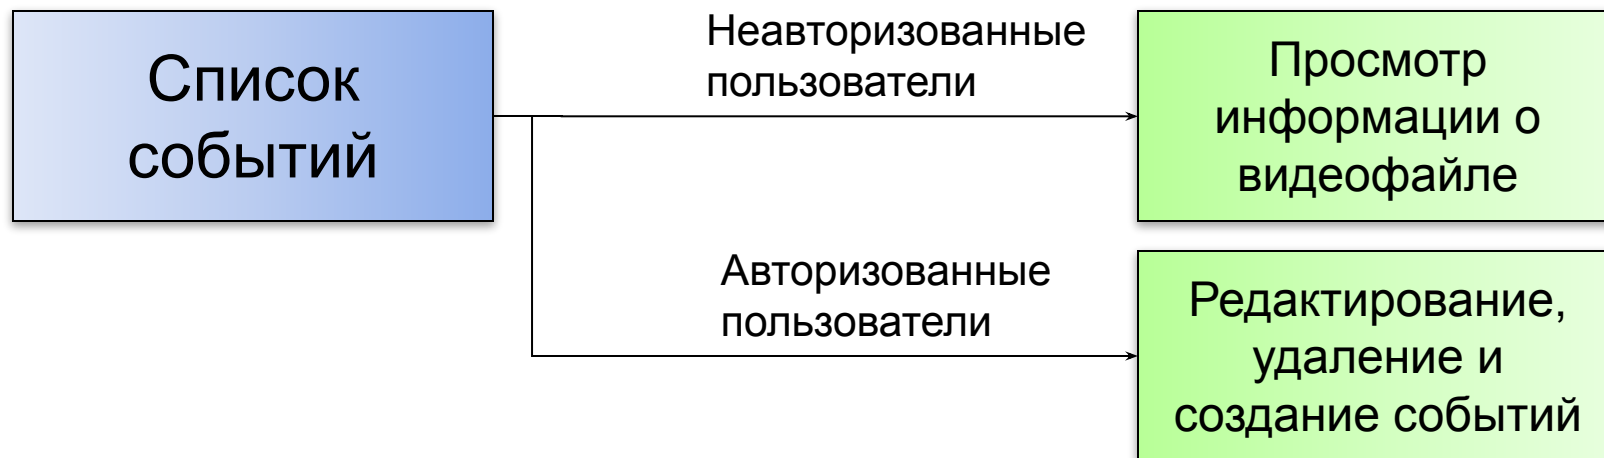 Список
событий
Неавторизованные
пользователи
Просмотр
информации о
видеофайле
Авторизованные
пользователи
Редактирование,
удаление и
создание событий